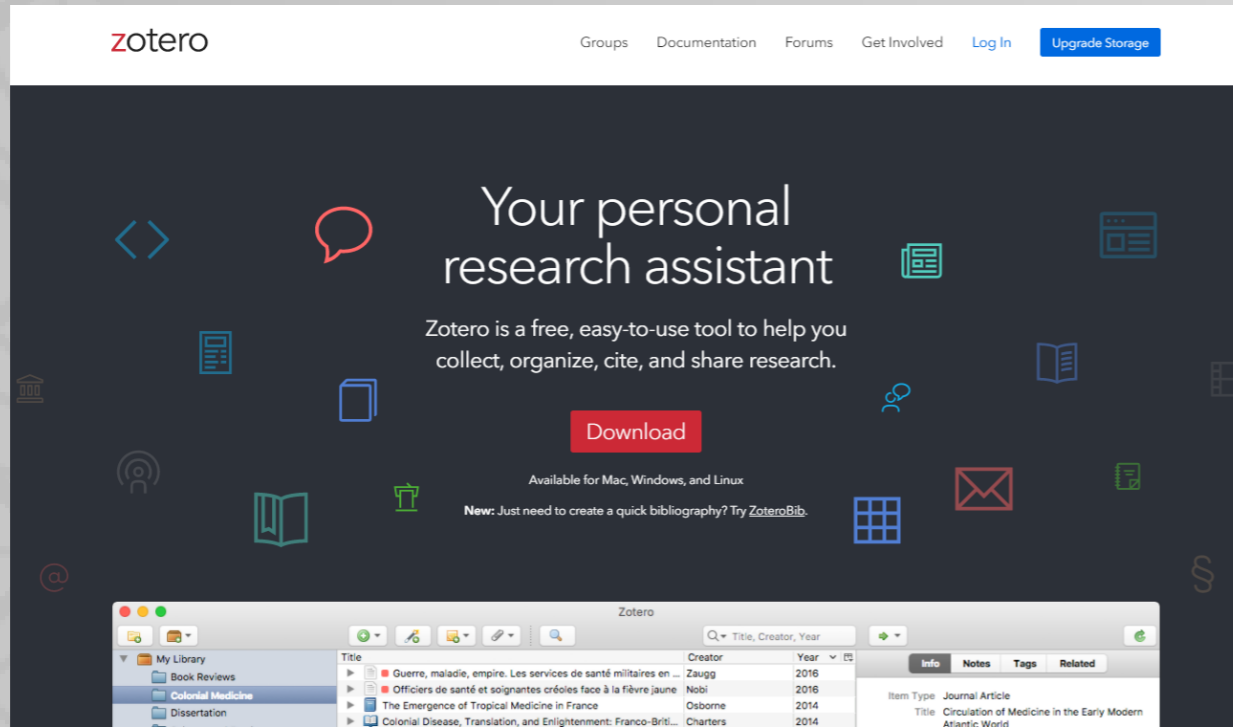 zotero
Groups Documentation Forums Get Involved Log In Upgrade Storage
Your personal
research assistant
Zotero is a free, easy-to-use tool to help you
collect, organize, cite, and share research.
Download
Available for Mac, Windows, and Linux
New: Just need to create a quick bibliography? Try ZoteroBib.
Zotero
Title, Creator, Year
My Library
Book Reviews
Colonial Medicine
Dissertation
Title Creator Year
Guerre, maladie, empire. Les services de santé militaires en ... Zaugg 2016
Officiers de santé et soignantes créoles face à la fièvre jaune Nobi 2016
The Emergence of Tropical Medicine in France Osborne 2014
Colonial Disease, Translation, and Enlightenment: Franco-Briti... Charters 2014
Info Notes Tags Related
Item Type Journal Article
Title Circulation of Medicine in the Early Modern
Atlantic World